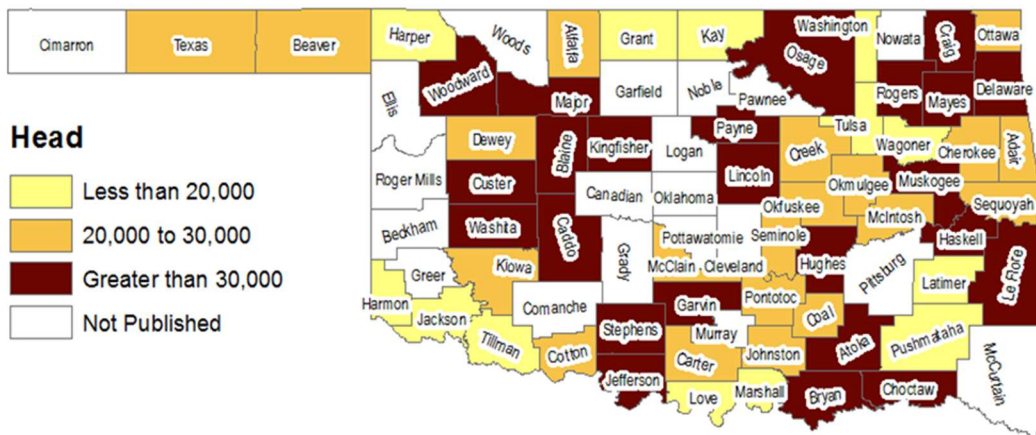 Cimarron
Texas
Beaver
Harper
Woods
Alfalfa
Grant
Kay
Washington
Osage
Nowata
Craig
Ottawa
Woodward
Ellis
Major
Garfield
Noble
Pawnee
Rogers
Mayes
Delaware
Head
Less than 20,000
20,000 to 30,000
Greater than 30,000
Not Published
Dewey
Blaine
Kingfisher
Logan
Payne
Creek
Tulsa
Wagoner
Cherokee
Adair
Roger Mills
Custer
Canadian
Oklahoma
Lincoln
Okmulgee
Muskogee
Okfuskee
McIntosh
Sequoyah
Beckham
Washita
Caddo
Grady
Pottawatomie
Seminole
Haskell
McClain
Cleveland
Hughes
Pittsburg
Le Flore
Greer
Kiowa
Latimer
Harmon
Jackson
Comanche
Garvin
Pontotoc
Coal
Tillman
Stephens
Murray
Atoka
Pushmataha
Cotton
Carter
Johnston
McCurtain
Jefferson
Love
Marshall
Bryan
Choctaw